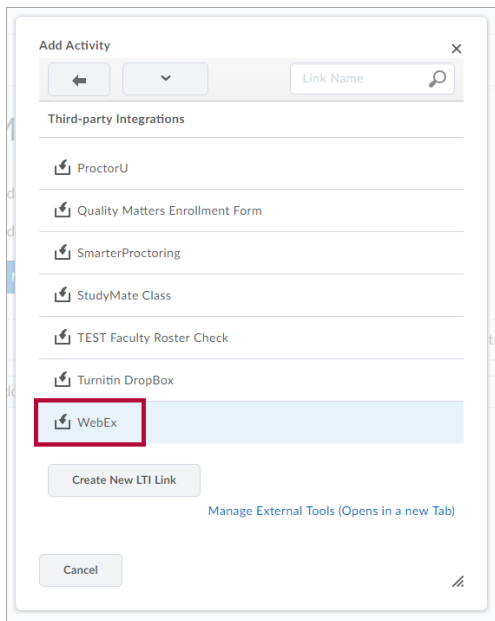 Add Activity
Link Name
Third-party Integrations
ProctorU
Quality Matters Enrollment Form
SmarterProctoring
StudyMate Class
TEST Faculty Roster Check
Turnitin DropBox
WebEx
Create New LTI Link
Manage External Tools (Opens in a new Tab)
Cancel